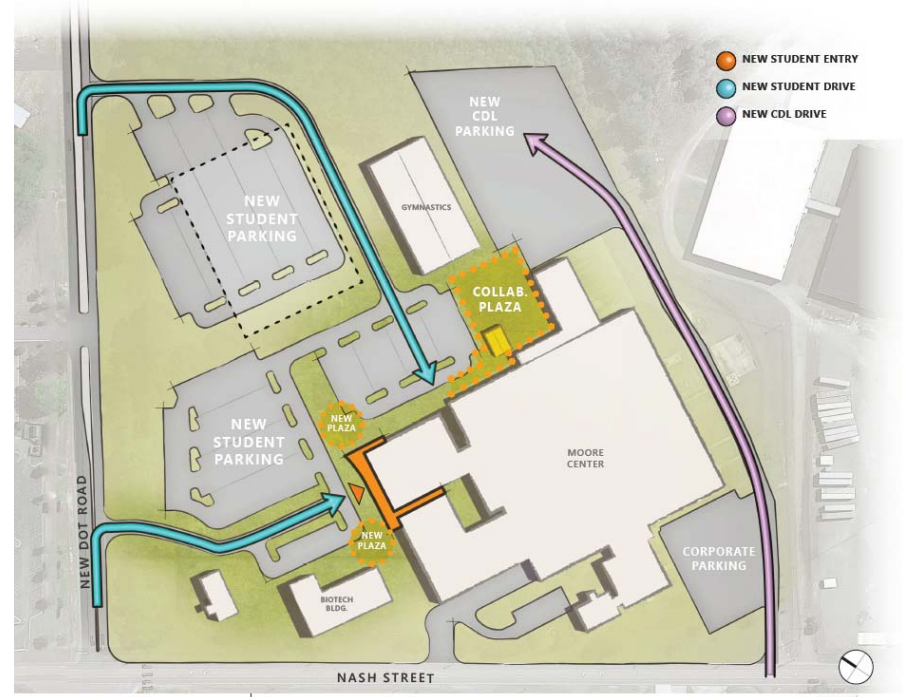 NEW STUDENT ENTRY
NEW STUDENT DRIVE
NEW CDL DRIVE
NEW
CDL
PARKING
GYMNASTICS
NEW
STUDENT
PARKING
COLLAB.
PLAZA
NEW
PLAZA
NEW
STUDENT
PARKING
MOORE
CENTER
NEW DOT ROAD
NEW
PLAZA
CORPORATE
PARKING
BIOTECH
BLDG.
NASH STREET